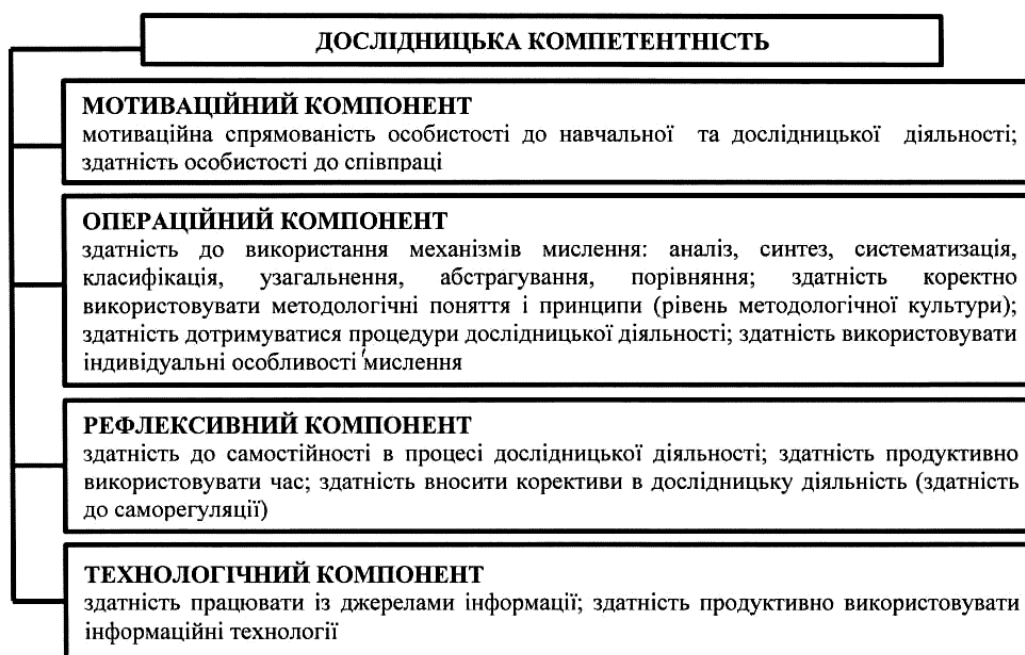 ДОСЛІДНИЦЬКА КОМПЕТЕНТНІСТЬ
МОТИВАЦІЙНИЙ КОМПОНЕНТ
мотиваційна спрямованість особистості до навчальної та дослідницької діяльності;
здатність особистості до співпраці
ОПЕРАЦІЙНИЙ КОМПОНЕНТ
здатність до використання механізмів мислення: аналіз, синтез, систематизація,
класифікація, узагальнення, абстрагування, порівняння; здатність коректно
використовувати методологічні поняття і принципи (рівень методологічної культури);
здатність дотримуватися процедури дослідницької діяльності; здатність використовувати
індивідуальні особливості мислення
РЕФЛЕКСИВНИЙ КОМПОНЕНТ
здатність до самостійності в процесі дослідницької діяльності; здатність продуктивно
використовувати час; здатність вносити корективи в дослідницьку діяльність (здатність
до саморегуляції)
ТЕХНОЛОГІЧНИЙ КОМПОНЕНТ
здатність працювати із джерелами інформації; здатність продуктивно використовувати
інформаційні технології